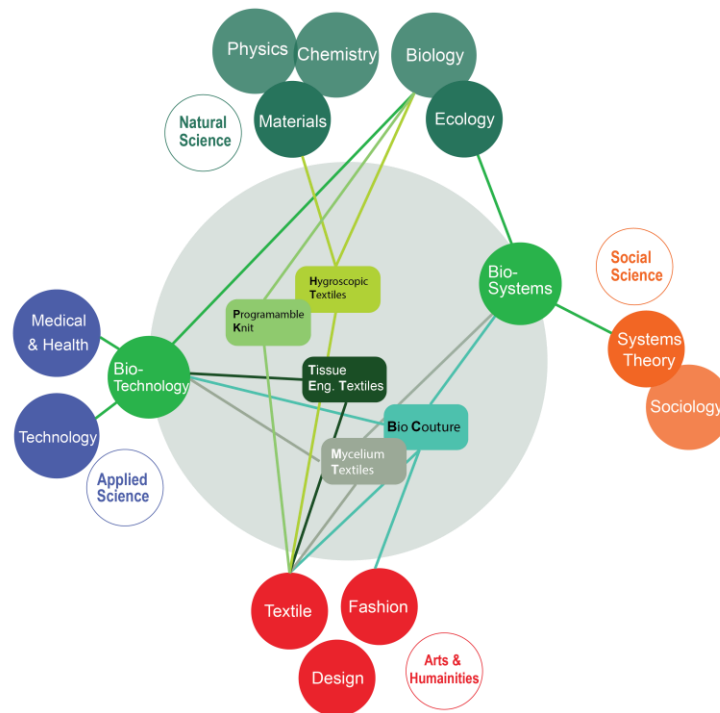 Physics
Chemistry
Biology
Natural
Science
Materials
Ecology
Social
Science
Hygroscopic
Textiles
Bio-
Systems
Programamble
Knit
Medical
& Health
Systems
Theory
Bio-
Technology
Tissue
Eng. Textiles
Sociology
Technology
Bio Couture
Mycelium
Textiles
Applied
Science
Textile
Fashion
Arts &
Humainities
Design